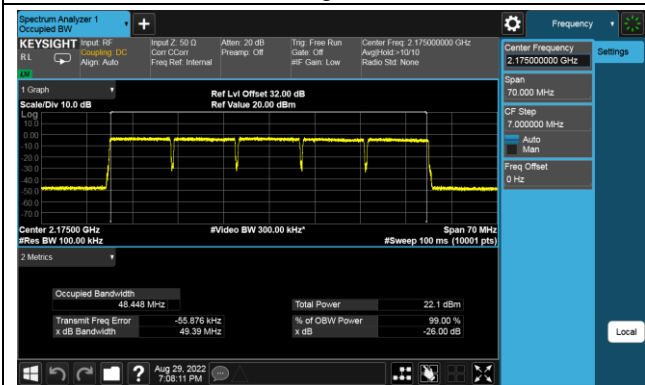 Spectrum Analyzer 1
Occupied BW
Frequency
KEYSIGHT
RL
Input: RF
Coupling: DC
Align: Auto
Input Z: 50 Ω
Corr CCorr
Freq Ref: Internal
Atten: 20 dB
Preamp: Off
Trig: Free Run
Gate: Off
#IF Gain: Low
Center Freq: 2.175000000 GHz
Avg|Hold:>10/10
Radio Std: None
Center Frequency
2.175000000 GHz
Settings
Span
70.000 MHz
CF Step
7.000000 MHz
Auto
Man
Freq Offset
0 Hz
Local
1 Graph
Scale/Div 10.0 dB
Ref Lvl Offset 32.00 dB
Ref Value 20.00 dBm
Log
10.0
0.00
-10.0
-20.0
-30.0
-40.0
-50.0
-60.0
-70.0
Center 2.17500 GHz
#Res BW 100.00 kHz
#Video BW 300.00 kHz*
Span 70 MHz
#Sweep 100 ms (10001 pts)
2 Metrics
Occupied Bandwidth
48.448 MHz
Total Power 22.1 dBm
Transmit Freq Error -55.876 kHz
% of OBW Power 99.00 %
x dB Bandwidth 49.39 MHz
x dB -26.00 dB
Aug 29, 2022
7:08:11 PM